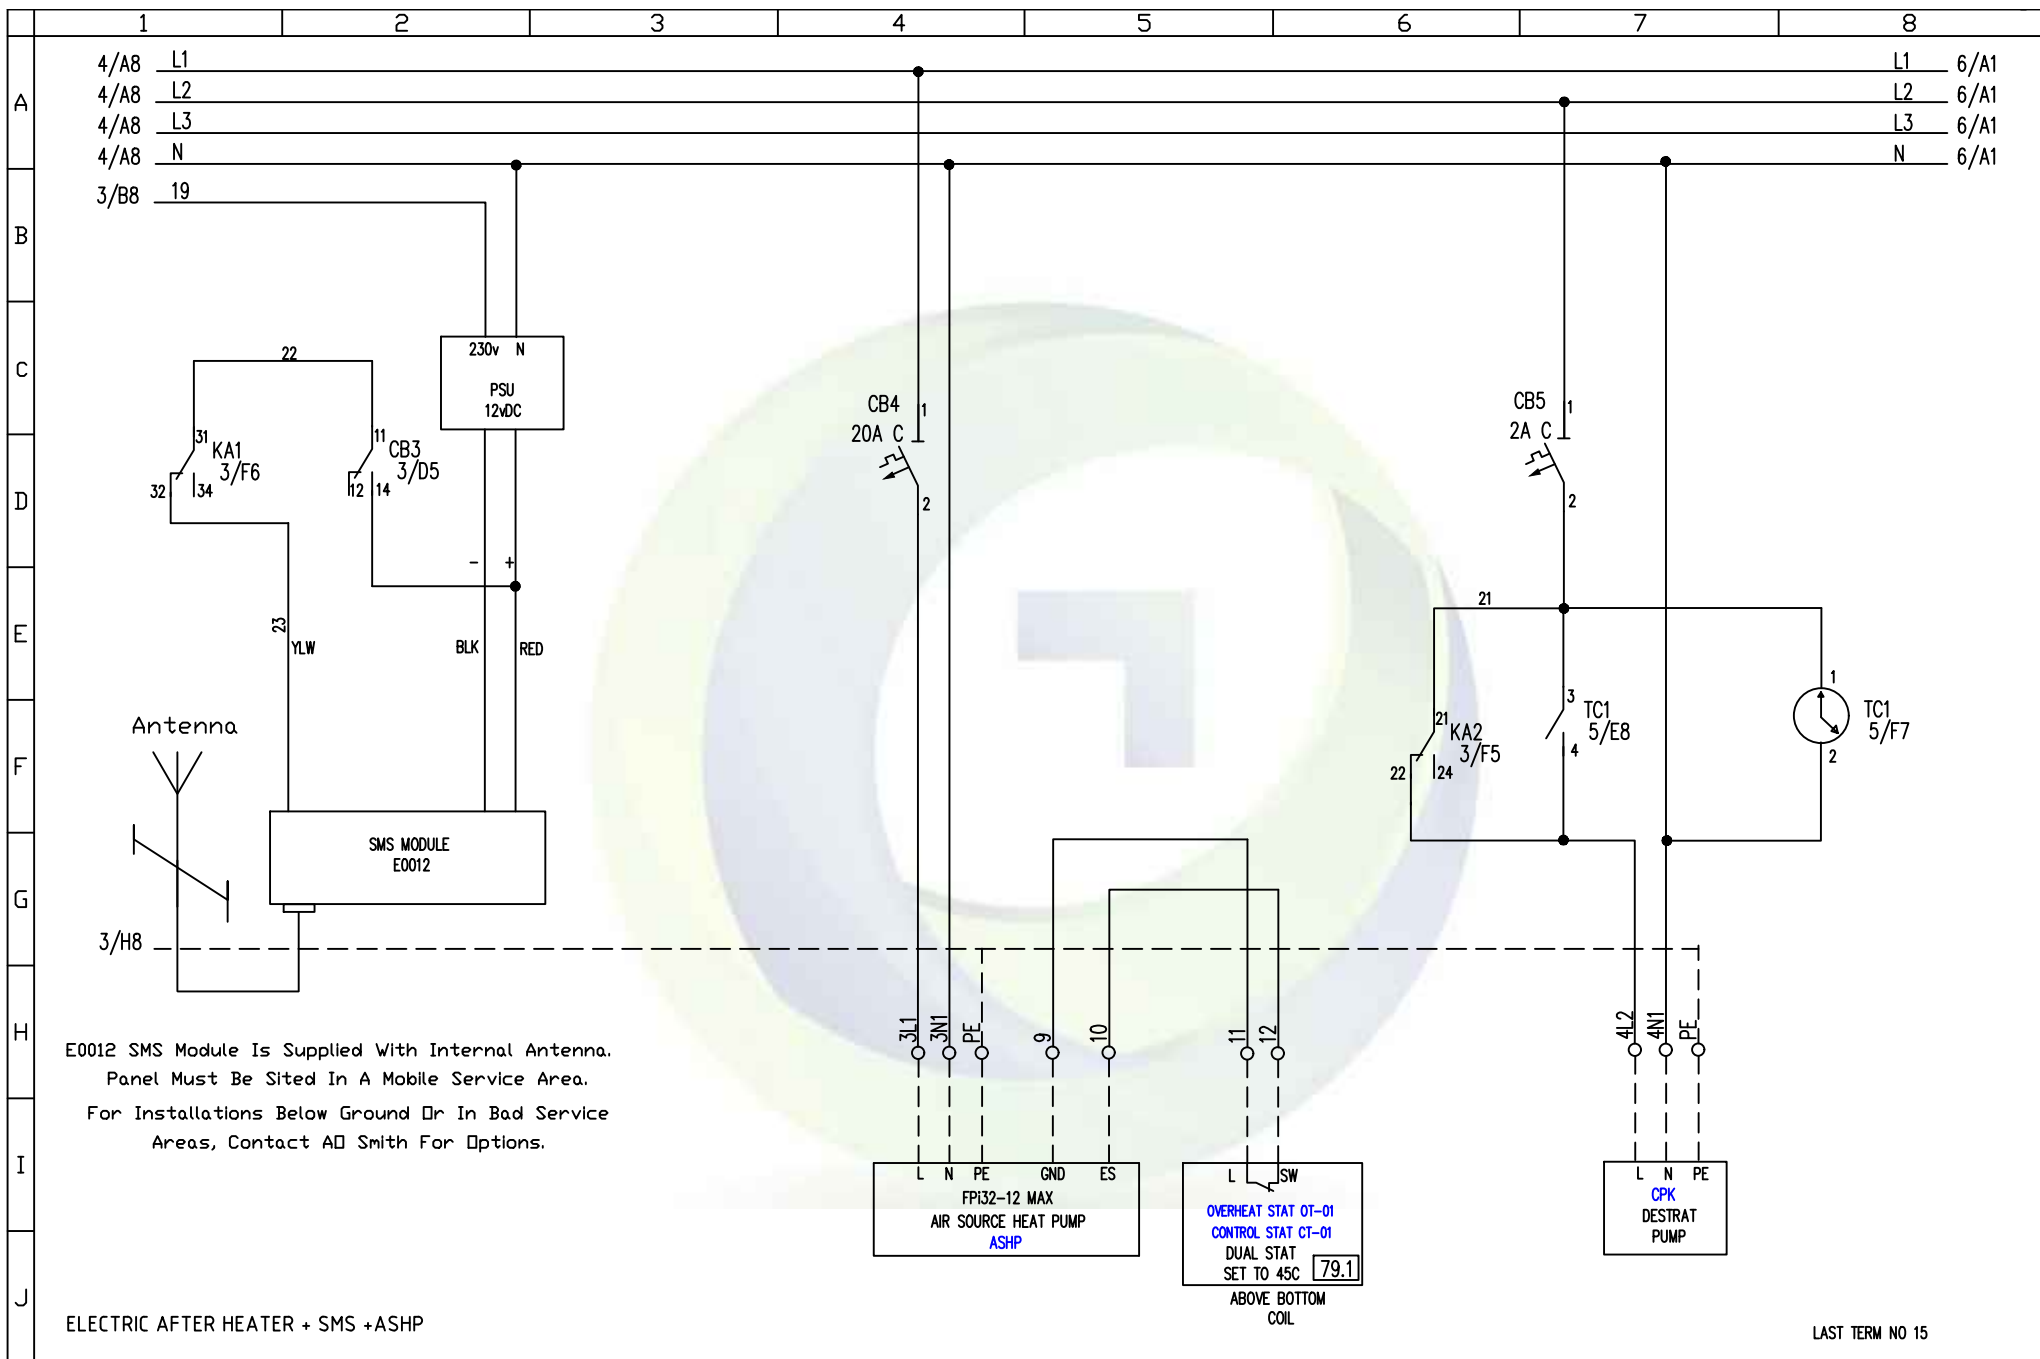 1 2 3 4 5 6 7 8
A
B
C
D
E
F
G
H
I
J
4/A8 L1 L1 6/A1
4/A8 L2 L2 6/A1
4/A8 L3 L3 6/A1
4/A8 N N 6/A1
3/B8 19
230v N
PSU
12vDC
22
31
KA1
3/F6
32
34
11
CB3
3/D5
12
14
- +
23
YLW
BLK
RED
Antenna
SMS MODULE
E0012
3/H8
CB4
20A C
1
2
CB5
2A C
1
2
21
21
KA2
3/F5
22
24
3
TC1
5/E8
4
1
TC1
5/F7
2
3L1 3N1 PE 9 10 11 12 4L2 4N1 PE
E0012 SMS Module Is Supplied With Internal Antenna.
Panel Must Be Sited In A Mobile Service Area.
For Installations Below Ground Or In Bad Service
Areas, Contact AO Smith For Options.
L N PE GND ES
FPi32-12 MAX
AIR SOURCE HEAT PUMP
ASHP
L SW
OVERHEAT STAT OT-01
CONTROL STAT CT-01
DUAL STAT
SET TO 45C 79.1
ABOVE BOTTOM
COIL
L N PE
CPK
DESTRAT
PUMP
ELECTRIC AFTER HEATER + SMS +ASHP
LAST TERM NO 15